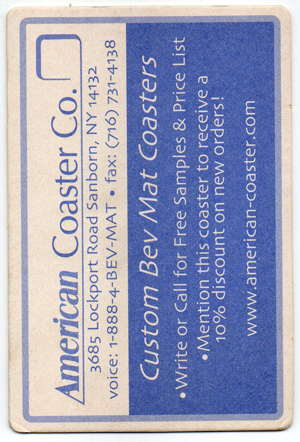 American Coaster Co.
3685 Lockport Road Sanborn, NY 14132
voice: 1-888-4-BEV-MAT • fax: (716) 731-4138
Custom Bev Mat Coasters
•Write or Call for Free Samples & Price List
•Mention this coaster to receive a
10% discount on new orders!
www.american-coaster.com